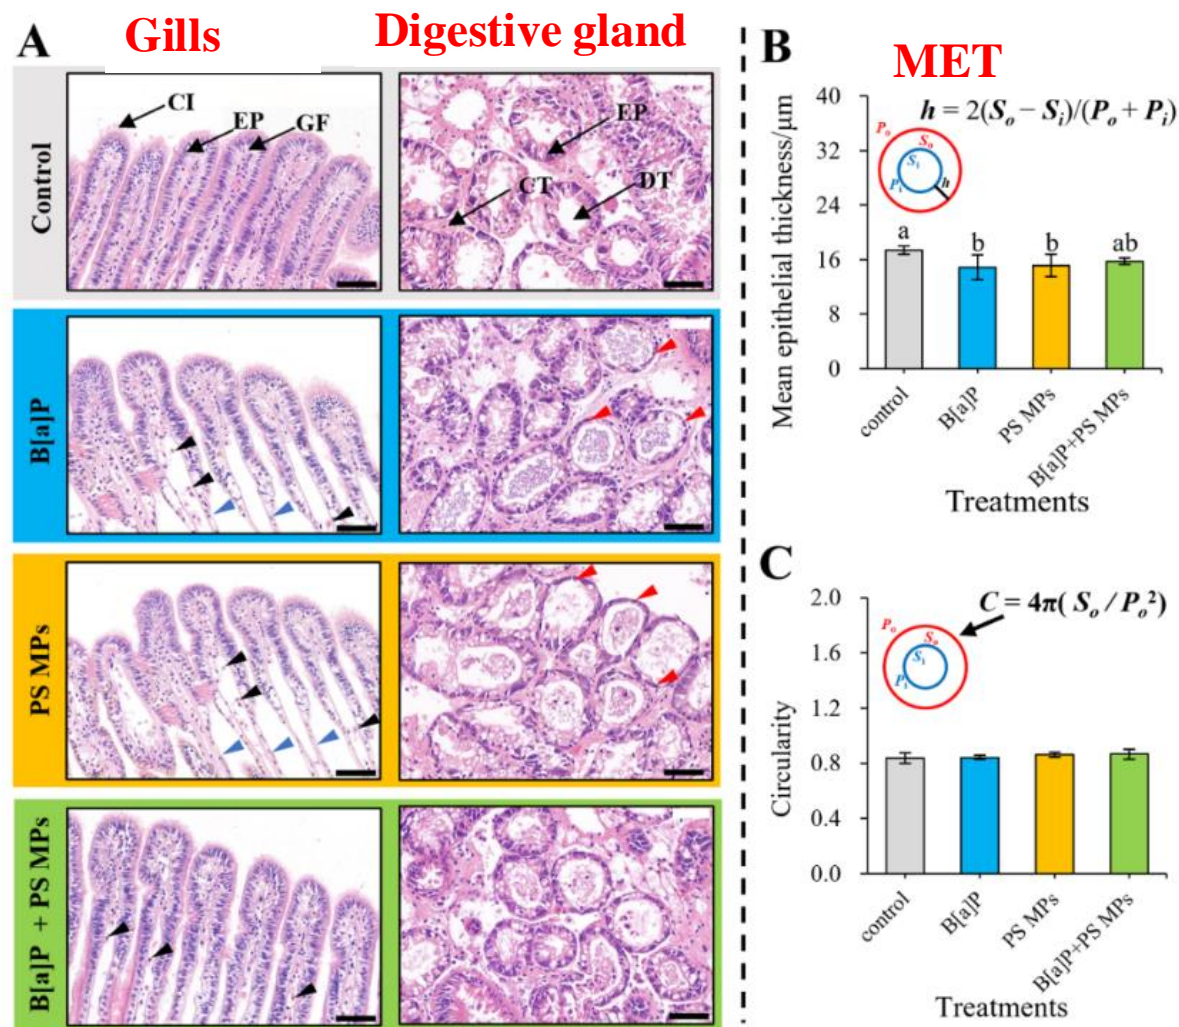 A
Gills
Digestive gland
Control
CI
EP
GF
EP
CT
DT
B[a]P
PS MPs
B[a]P + PS MPs
B
MET
h = 2(Sₒ − Sᵢ)/(Pₒ + Pᵢ)
Pₒ
Sₒ
Sᵢ
Pᵢ
h
Mean epithelial thickness/μm
40
32
24
16
8
0
a
b
b
ab
control
B[a]P
PS MPs
B[a]P+PS MPs
Treatments
C
C = 4π( Sₒ / Pₒ²)
Pₒ
Sₒ
Sᵢ
Pᵢ
Circularity
2.0
1.6
1.2
0.8
0.4
0.0
control
B[a]P
PS MPs
B[a]P+PS MPs
Treatments